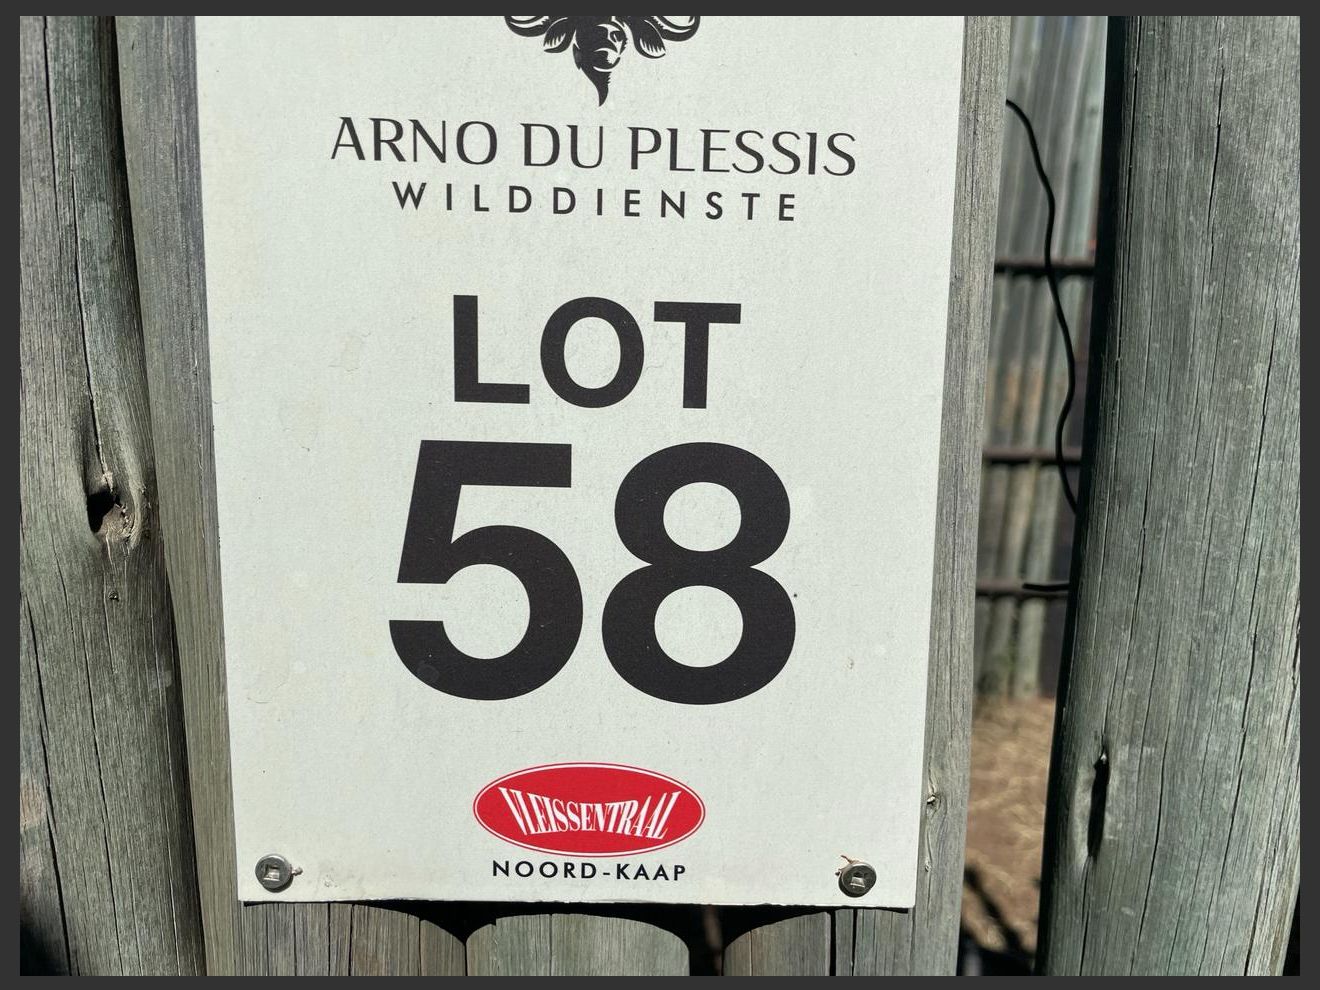 ARNO DU PLESSIS
WILDDIENSTE
LOT
58
VLEISSENTRAAL
NOORD-KAAP